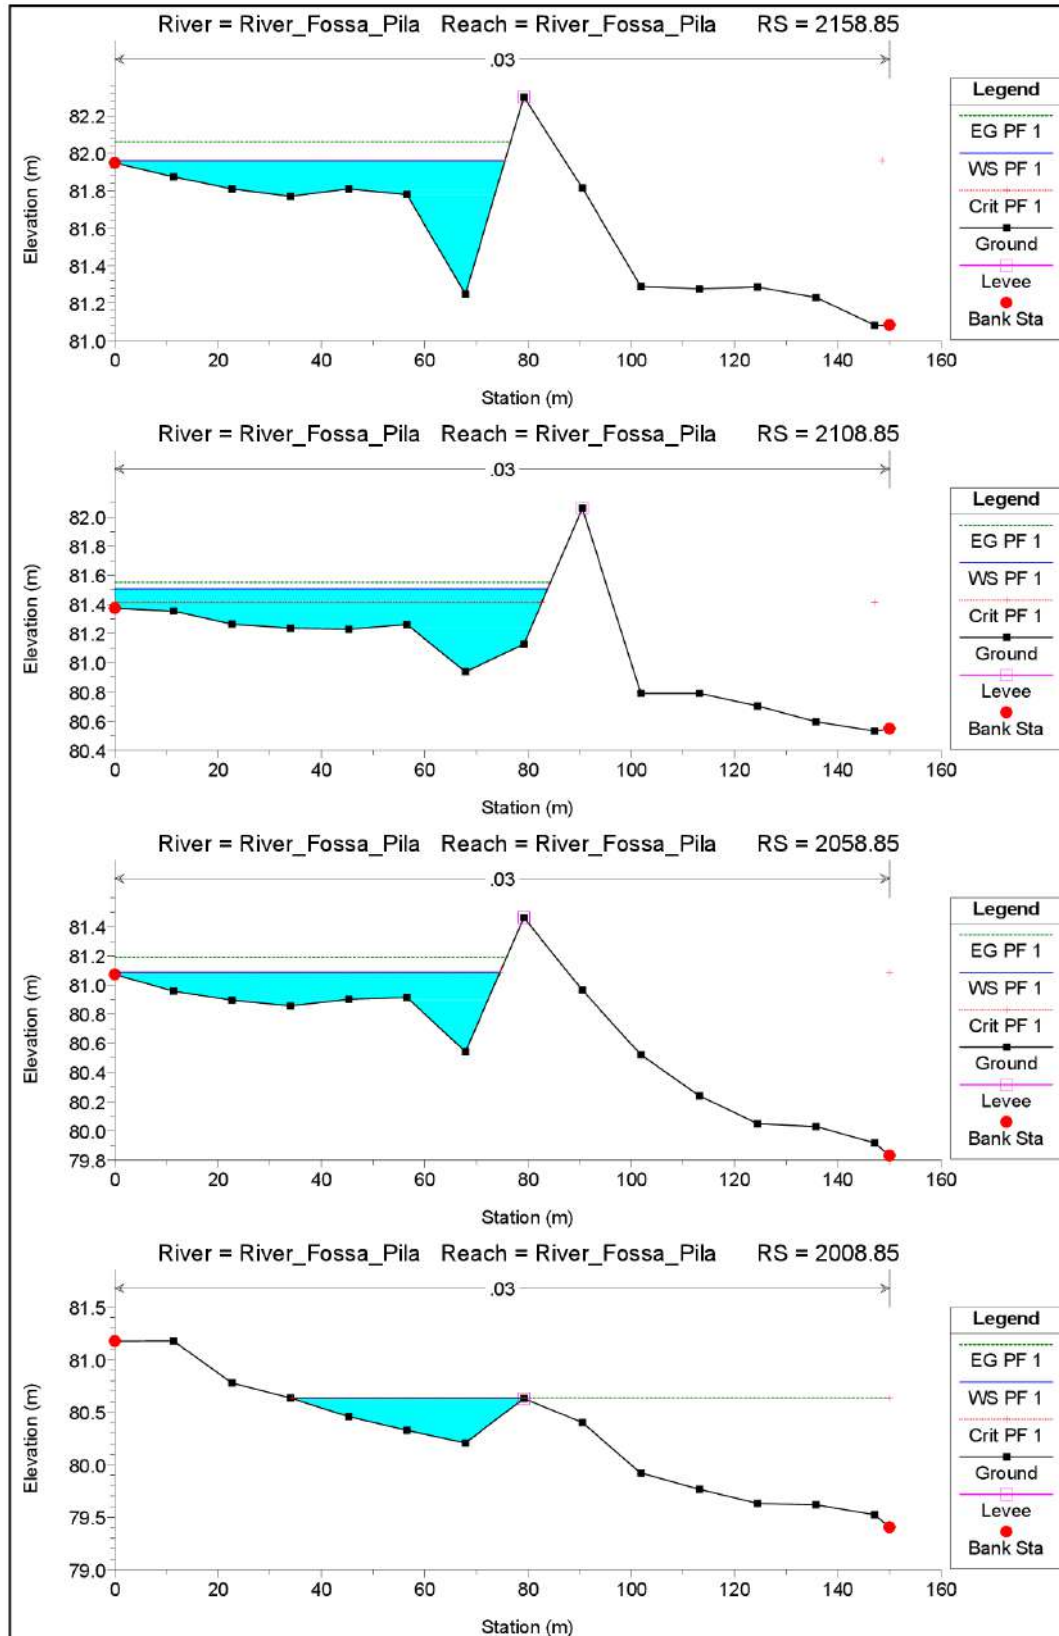 River = River_Fossa_Pila   Reach = River_Fossa_Pila      RS = 2158.85
.03
Elevation (m)
82.2
82.0
81.8
81.6
81.4
81.2
81.0
0 20 40 60 80 100 120 140 160
Station (m)
Legend
EG PF 1
WS PF 1
Crit PF 1
Ground
Levee
Bank Sta
River = River_Fossa_Pila   Reach = River_Fossa_Pila      RS = 2108.85
.03
Elevation (m)
82.0
81.8
81.6
81.4
81.2
81.0
80.8
80.6
80.4
0 20 40 60 80 100 120 140 160
Station (m)
Legend
EG PF 1
WS PF 1
Crit PF 1
Ground
Levee
Bank Sta
River = River_Fossa_Pila   Reach = River_Fossa_Pila      RS = 2058.85
.03
Elevation (m)
81.4
81.2
81.0
80.8
80.6
80.4
80.2
80.0
79.8
0 20 40 60 80 100 120 140 160
Station (m)
Legend
EG PF 1
WS PF 1
Crit PF 1
Ground
Levee
Bank Sta
River = River_Fossa_Pila   Reach = River_Fossa_Pila      RS = 2008.85
.03
Elevation (m)
81.5
81.0
80.5
80.0
79.5
79.0
0 20 40 60 80 100 120 140 160
Station (m)
Legend
EG PF 1
WS PF 1
Crit PF 1
Ground
Levee
Bank Sta